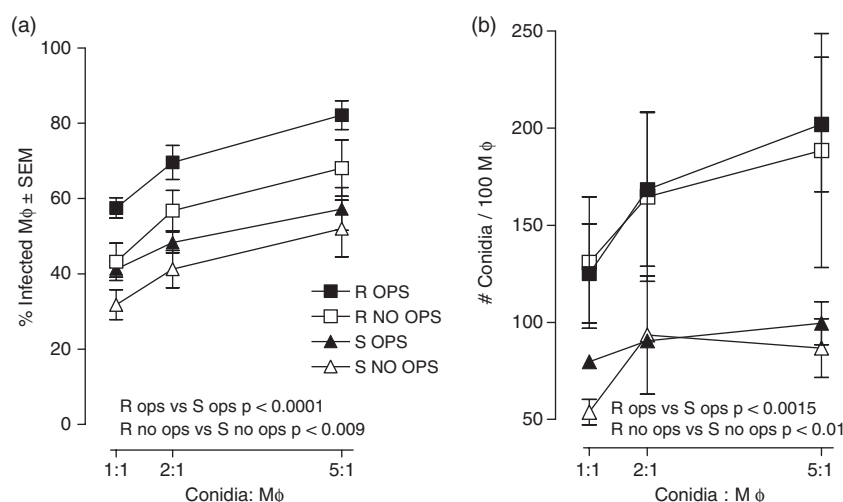 (a)
100
80
60
40
20
0
% Infected Mϕ ± SEM
R OPS
R NO OPS
S OPS
S NO OPS
R ops vs S ops p < 0.0001
R no ops vs S no ops p < 0.009
1:1 2:1 5:1
Conidia: Mϕ
(b)
250
200
150
100
50
# Conidia / 100 M ϕ
R ops vs S ops p < 0.0015
R no ops vs S no ops p < 0.01
1:1 2:1 5:1
Conidia : M ϕ